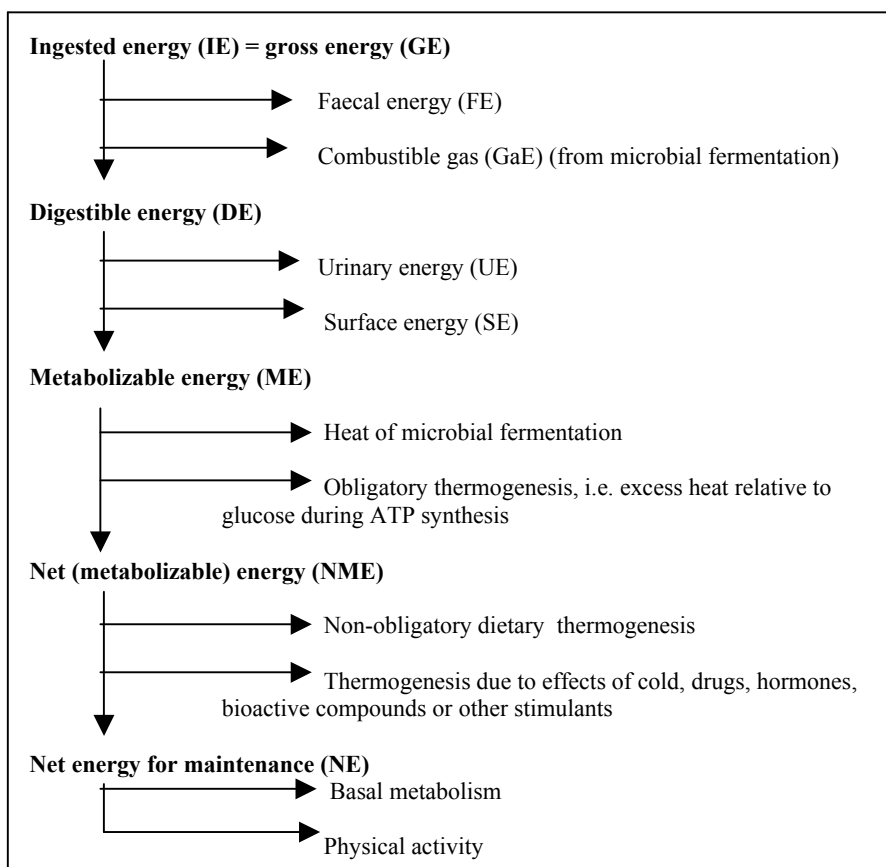 Ingested energy (IE) = gross energy (GE)
Faecal energy (FE)
Combustible gas (GaE) (from microbial fermentation)
Digestible energy (DE)
Urinary energy (UE)
Surface energy (SE)
Metabolizable energy (ME)
Heat of microbial fermentation
Obligatory thermogenesis, i.e. excess heat relative to
glucose during ATP synthesis
Net (metabolizable) energy (NME)
Non-obligatory dietary thermogenesis
Thermogenesis due to effects of cold, drugs, hormones,
bioactive compounds or other stimulants
Net energy for maintenance (NE)
Basal metabolism
Physical activity